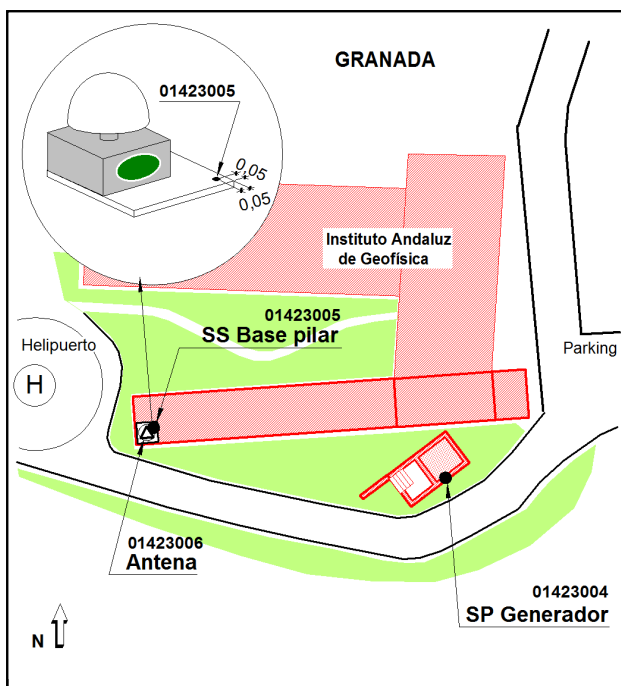 GRANADA
01423005
0,05
0,05
Instituto Andaluz
de Geofísica
01423005
SS Base pilar
Helipuerto
H
Parking
01423006
Antena
01423004
SP Generador
N